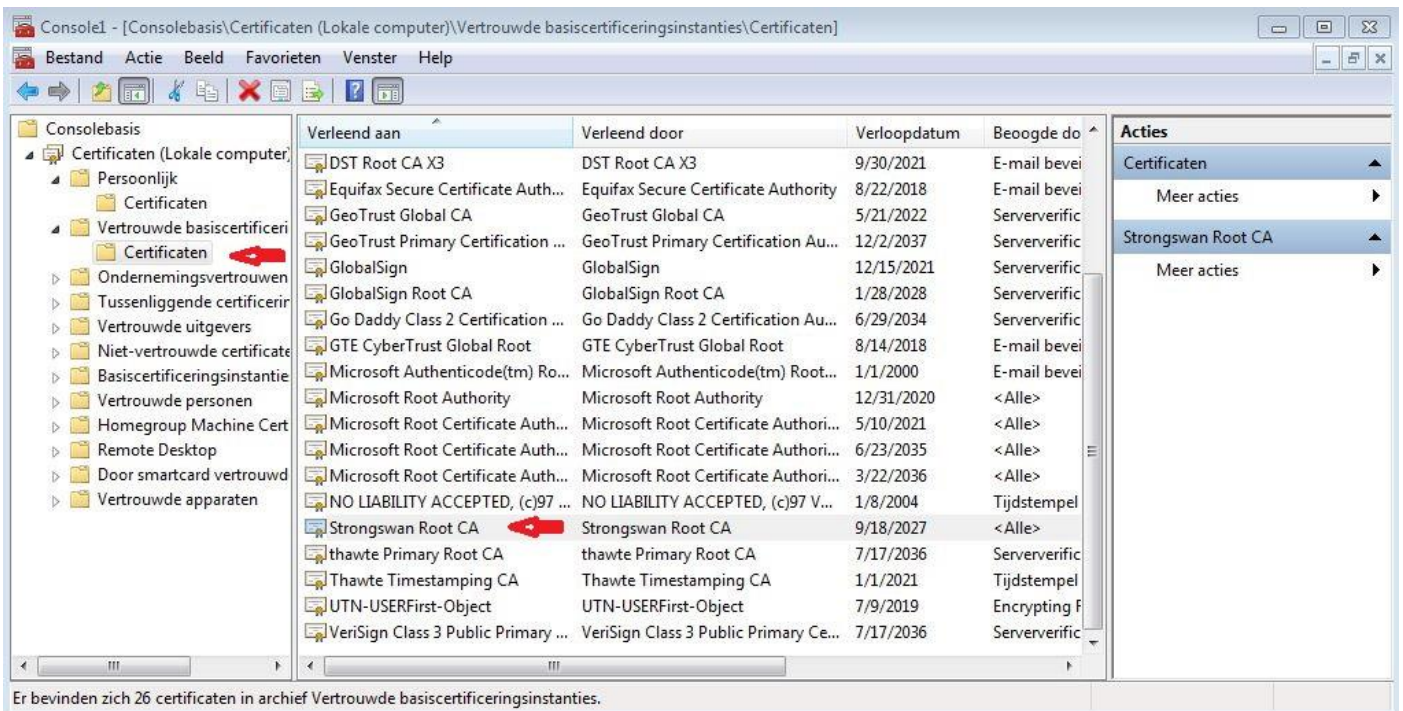 Console1 - [Consolebasis\Certificaten (Lokale computer)\Vertrouwde basiscertificeringsinstanties\Certificaten]
Bestand Actie Beeld Favorieten Venster Help
Consolebasis
Certificaten (Lokale computer)
Persoonlijk
Certificaten
Vertrouwde basiscertificeri
Certificaten
Ondernemingsvertrouwen
Tussenliggende certificerin
Vertrouwde uitgevers
Niet-vertrouwde certificate
Basiscertificeringsinstantie
Vertrouwde personen
Homegroup Machine Cert
Remote Desktop
Door smartcard vertrouwd
Vertrouwde apparaten
Verleend aan Verleend door Verloopdatum Beoogde do
DST Root CA X3 DST Root CA X3 9/30/2021 E-mail bevei
Equifax Secure Certificate Auth... Equifax Secure Certificate Authority 8/22/2018 E-mail bevei
GeoTrust Global CA GeoTrust Global CA 5/21/2022 Serververific
GeoTrust Primary Certification ... GeoTrust Primary Certification Au... 12/2/2037 Serververific
GlobalSign GlobalSign 12/15/2021 Serververific
GlobalSign Root CA GlobalSign Root CA 1/28/2028 Serververific
Go Daddy Class 2 Certification ... Go Daddy Class 2 Certification Au... 6/29/2034 Serververific
GTE CyberTrust Global Root GTE CyberTrust Global Root 8/14/2018 E-mail bevei
Microsoft Authenticode(tm) Ro... Microsoft Authenticode(tm) Root... 1/1/2000 E-mail bevei
Microsoft Root Authority Microsoft Root Authority 12/31/2020 <Alle>
Microsoft Root Certificate Auth... Microsoft Root Certificate Authori... 5/10/2021 <Alle>
Microsoft Root Certificate Auth... Microsoft Root Certificate Authori... 6/23/2035 <Alle>
Microsoft Root Certificate Auth... Microsoft Root Certificate Authori... 3/22/2036 <Alle>
NO LIABILITY ACCEPTED, (c)97 ... NO LIABILITY ACCEPTED, (c)97 V... 1/8/2004 Tijdstempel
Strongswan Root CA Strongswan Root CA 9/18/2027 <Alle>
thawte Primary Root CA thawte Primary Root CA 7/17/2036 Serververific
Thawte Timestamping CA Thawte Timestamping CA 1/1/2021 Tijdstempel
UTN-USERFirst-Object UTN-USERFirst-Object 7/9/2019 Encrypting F
VeriSign Class 3 Public Primary ... VeriSign Class 3 Public Primary Ce... 7/17/2036 Serververific
Acties
Certificaten
Meer acties
Strongswan Root CA
Meer acties
Er bevinden zich 26 certificaten in archief Vertrouwde basiscertificeringsinstanties.